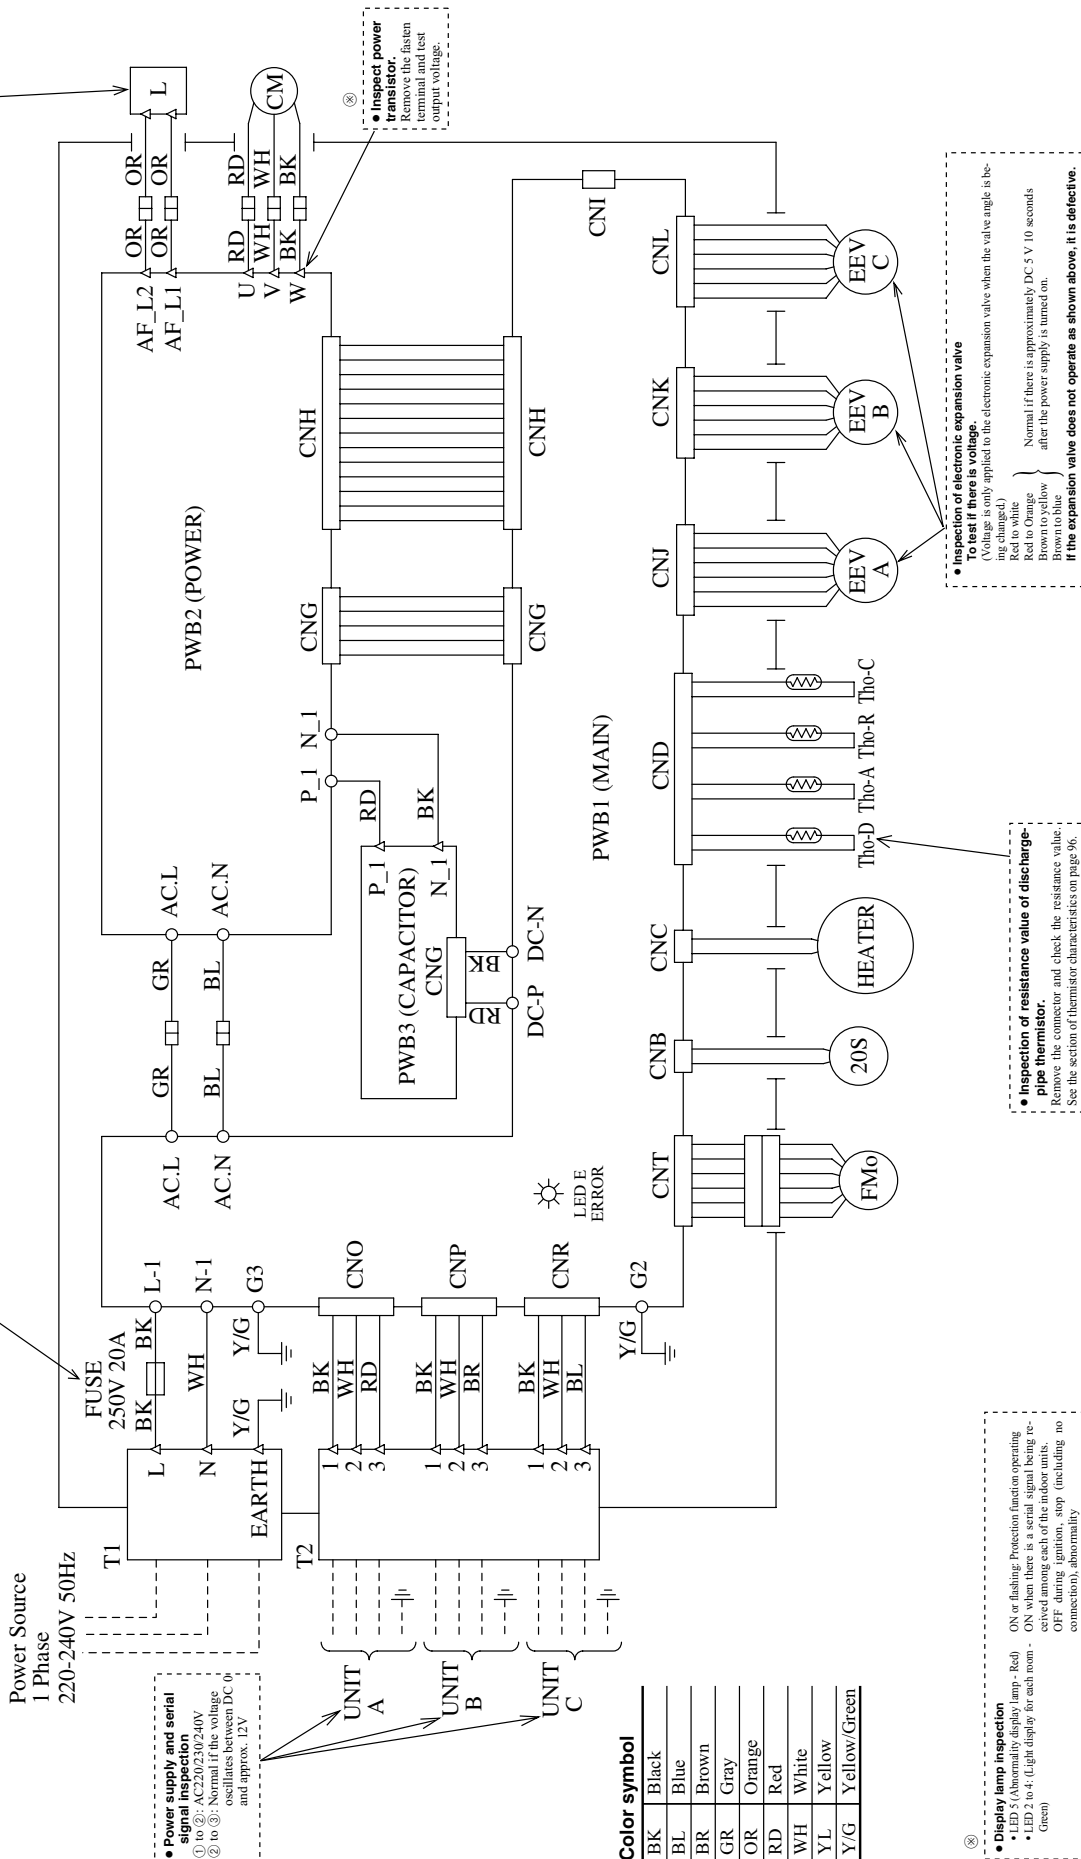 Power Source
1 Phase
220-240V 50Hz
● Power supply and serial
signal inspection
① to ②: AC220/230/240V
② to ③: Normal if the voltage
oscillates between DC 0
and approx. 12V
T1
L
N
EARTH
FUSE
250V 20A
BK
BK
WH
Y/G
Y/G
L-1
N-1
G3
T2
UNIT
A
UNIT
B
UNIT
C
1
2
3
1
2
3
1
2
3
BK
WH
RD
BK
WH
BR
BK
WH
BL
CNO
CNP
CNR
Y/G
G2
LED E
ERROR
AC.L
AC.N
GR
GR
BL
BL
AC.L
AC.N
PWB2 (POWER)
P_1
N_1
RD
BK
P_1
N_1
PWB3 (CAPACITOR)
CNG
RD
BK
DC-P
DC-N
CNG
CNG
CNH
CNH
AF_L2
AF_L1
OR
OR
OR
OR
L
U
V
W
RD
WH
BK
RD
WH
BK
CM
※
● Inspect power
transistor.
Remove the fasten
terminal and test
output voltage.
CNI
PWB1 (MAIN)
CNT
CNB
CNC
CND
CNJ
CNK
CNL
FMo
20S
HEATER
Tho-D
Tho-A
Tho-R
Tho-C
EEV
A
EEV
B
EEV
C
Color symbol
BK Black
BL Blue
BR Brown
GR Gray
OR Orange
RD Red
WH White
YL Yellow
Y/G Yellow/Green
※
● Display lamp inspection
• LED 5 (Abnormality display lamp - Red) ON or flashing: Protection function operating
• LED 2 to 4: (Light display for each room - ON when there is a serial signal being re-
Green) ceived among each of the indoor units.
OFF during ignition, stop (including no
connection), abnormality
● Inspection of resistance value of discharge-
pipe thermistor.
Remove the connector and check the resistance value.
See the section of thermistor characteristics on page 96.
● Inspection of electronic expansion valve
To test if there is voltage.
(Voltage is only applied to the electronic expansion valve when the valve angle is be-
ing changed.)
Red to white
Red to Orange Normal if there is approximately DC 5 V 10 seconds
Brown to yellow after the power supply is turned on.
Brown to blue
If the expansion valve does not operate as shown above, it is defective.